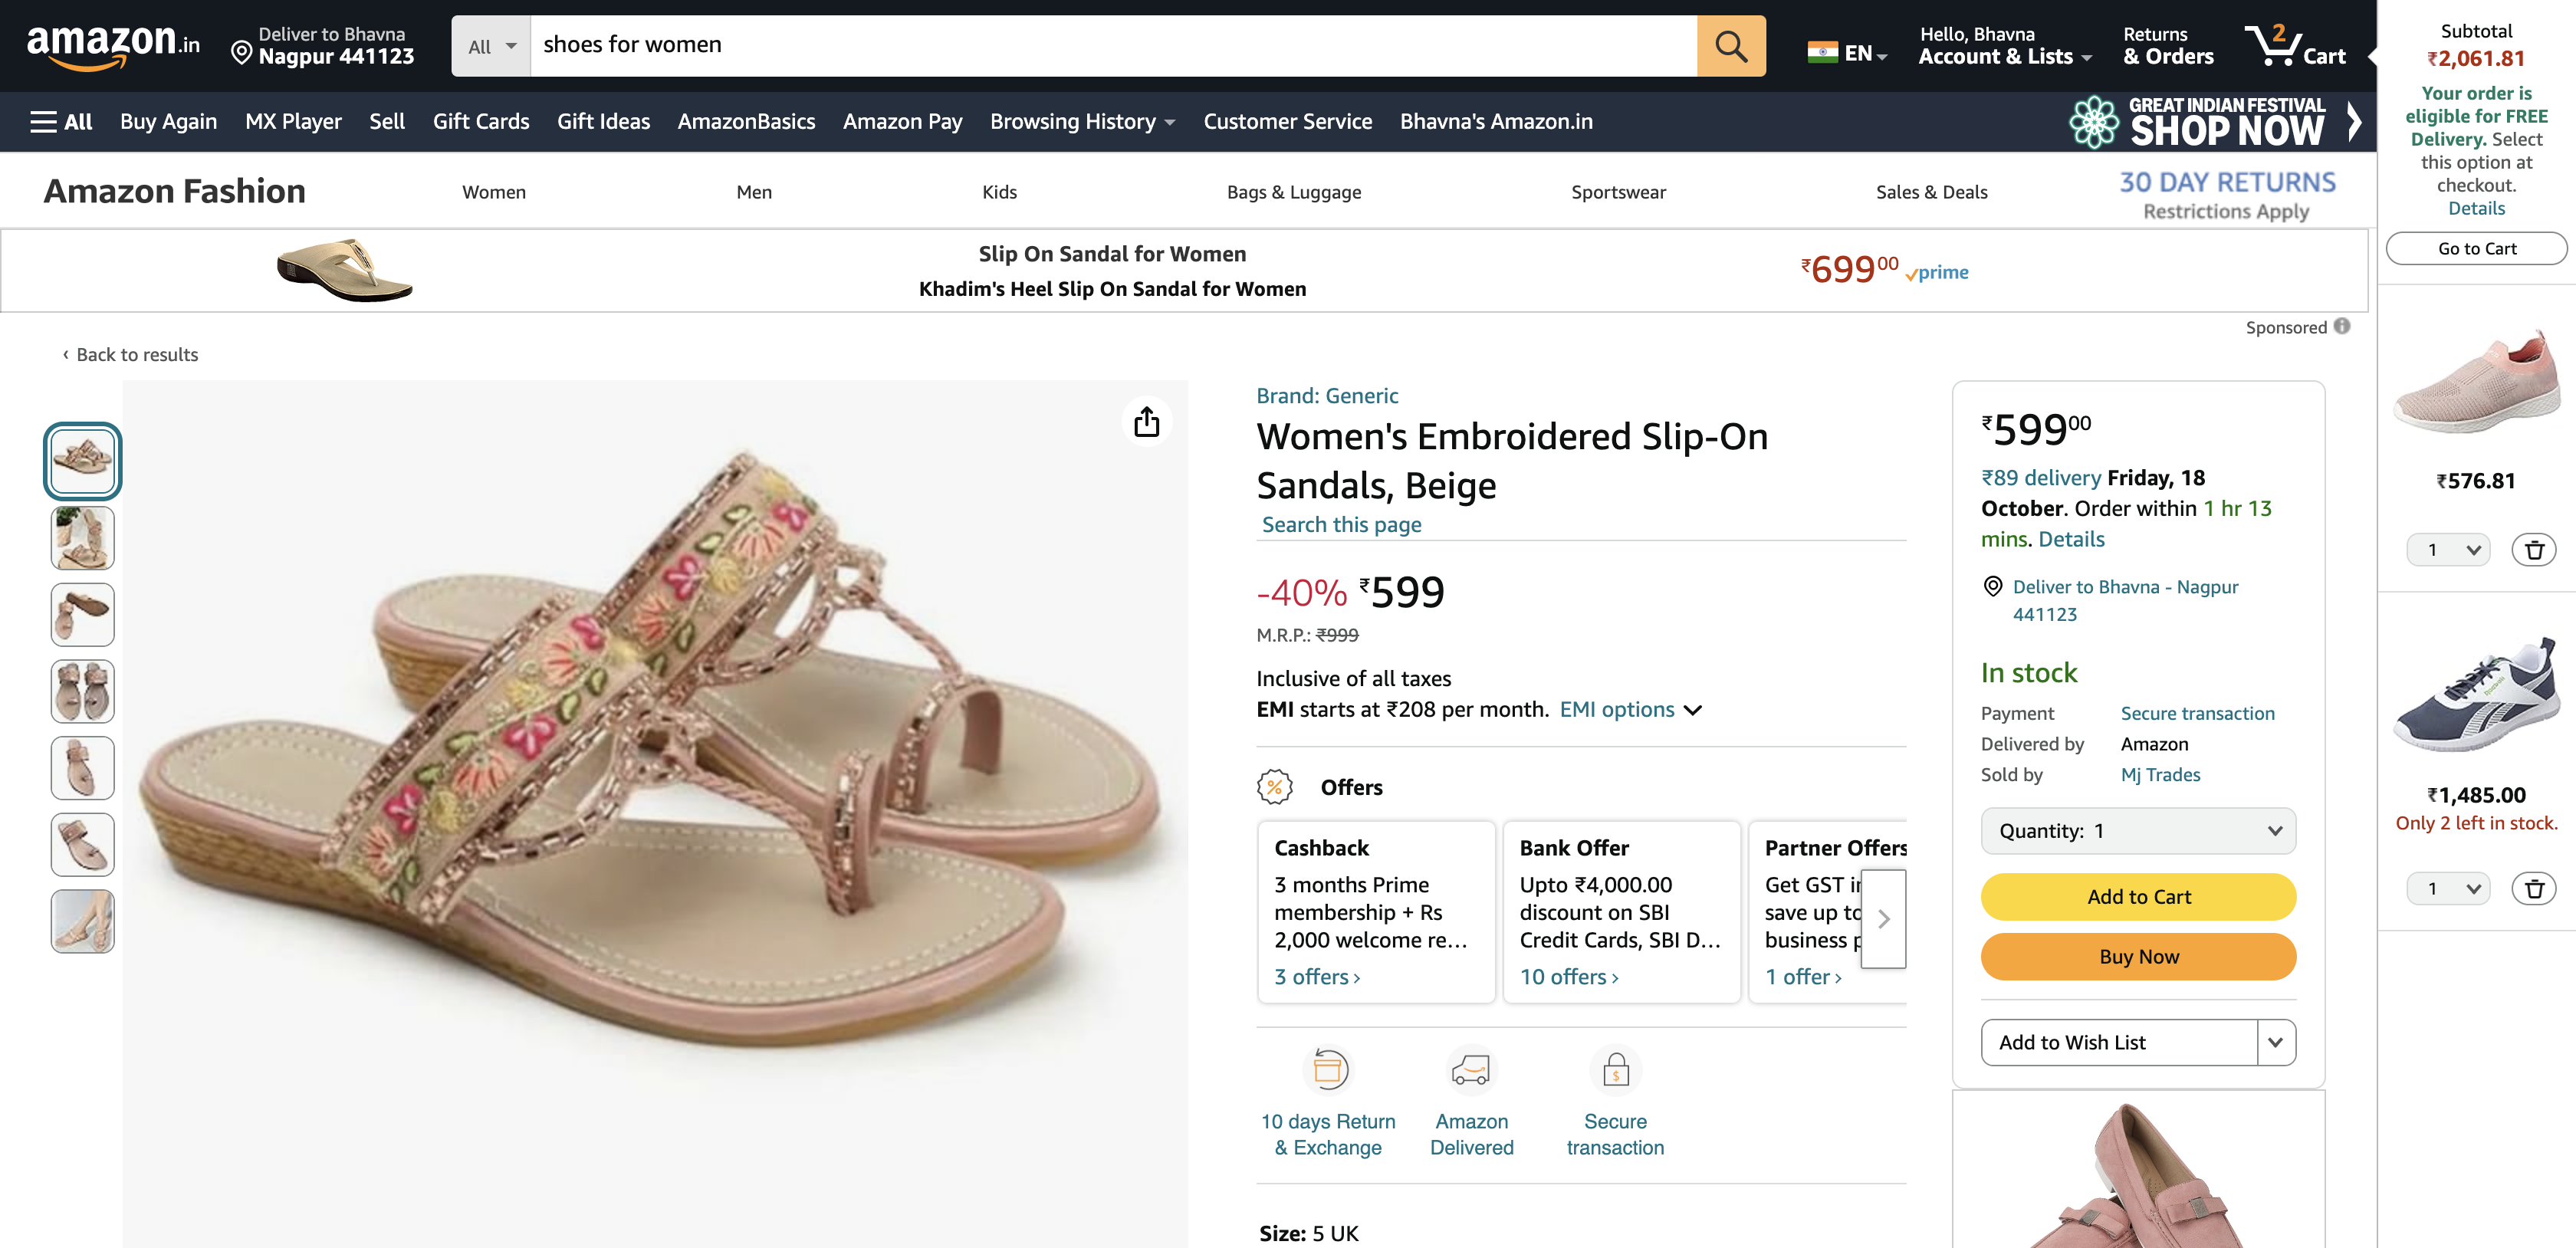 amazon.in
Deliver to Bhavna
Nagpur 441123
All
shoes for women
EN
Hello, Bhavna
Account & Lists
Returns
& Orders
2
Cart
All
Buy Again
MX Player
Sell
Gift Cards
Gift Ideas
AmazonBasics
Amazon Pay
Browsing History
Customer Service
Bhavna's Amazon.in
GREAT INDIAN FESTIVAL
SHOP NOW
Amazon Fashion
Women
Men
Kids
Bags & Luggage
Sportswear
Sales & Deals
30 DAY RETURNS
Restrictions Apply
Slip On Sandal for Women
Khadim's Heel Slip On Sandal for Women
₹69900 prime
Sponsored
‹ Back to results
Brand: Generic
Women's Embroidered Slip-On
Sandals, Beige
Search this page
-40% ₹599
M.R.P.: ₹999
Inclusive of all taxes
EMI starts at ₹208 per month. EMI options
Offers
Cashback
3 months Prime
membership + Rs
2,000 welcome re...
3 offers ›
Bank Offer
Upto ₹4,000.00
discount on SBI
Credit Cards, SBI D...
10 offers ›
Partner Offers
Get GST in
save up to
business p
1 offer ›
10 days Return
& Exchange
Amazon
Delivered
Secure
transaction
Size: 5 UK
₹59900
₹89 delivery Friday, 18
October. Order within 1 hr 13
mins. Details
Deliver to Bhavna - Nagpur
441123
In stock
Payment Secure transaction
Delivered by Amazon
Sold by Mj Trades
Quantity: 1
Add to Cart
Buy Now
Add to Wish List
Subtotal
₹2,061.81
Your order is
eligible for FREE
Delivery. Select
this option at
checkout.
Details
Go to Cart
₹576.81
1
₹1,485.00
Only 2 left in stock.
1